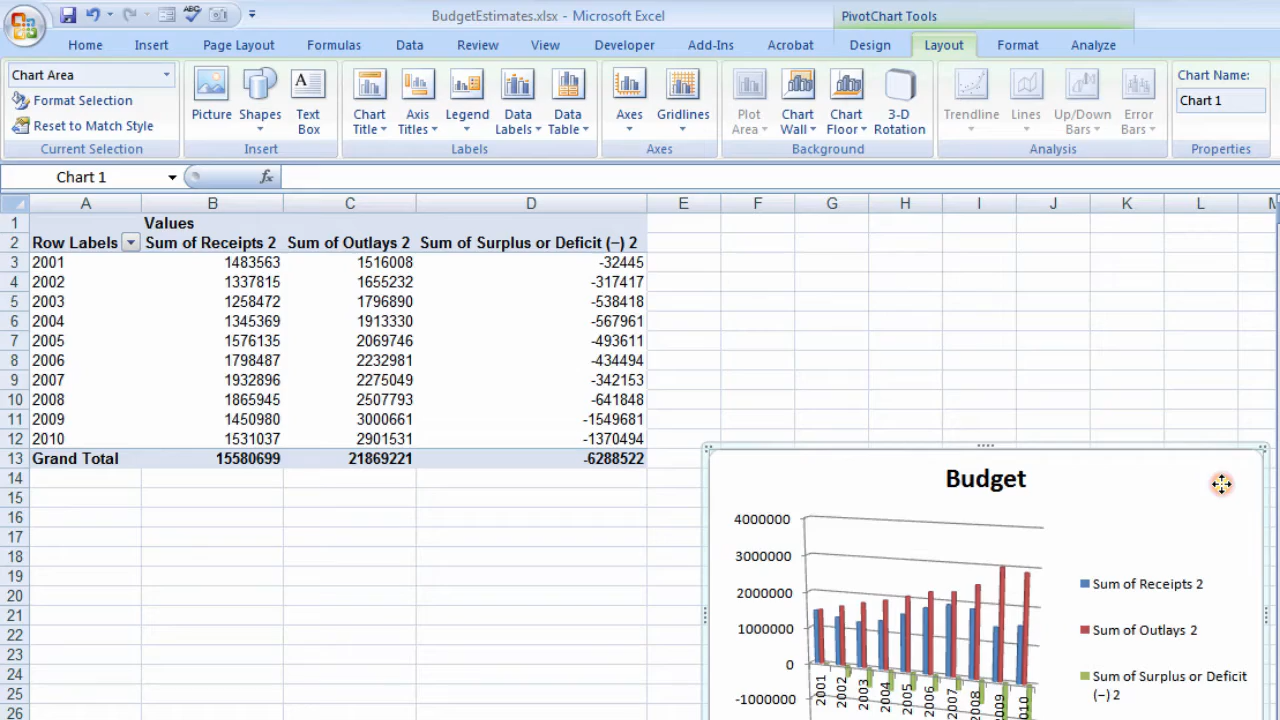 BudgetEstimates.xlsx - Microsoft Excel
PivotChart Tools
Home Insert Page Layout Formulas Data Review View Developer Add-Ins Acrobat Design Layout Format Analyze
Chart Area
Format Selection
Reset to Match Style
Current Selection
Picture Shapes Text Box
Insert
Chart Title Axis Titles Legend Data Labels Data Table
Labels
Axes Gridlines
Axes
Plot Area Chart Wall Chart Floor 3-D Rotation
Background
Trendline Lines Up/Down Bars Error Bars
Analysis
Chart Name:
Chart 1
Properties
Chart 1 fx
A B C D E F G H I J K L M
1 Values
2 Row Labels Sum of Receipts 2 Sum of Outlays 2 Sum of Surplus or Deficit (−) 2
3 2001 1483563 1516008 -32445
4 2002 1337815 1655232 -317417
5 2003 1258472 1796890 -538418
6 2004 1345369 1913330 -567961
7 2005 1576135 2069746 -493611
8 2006 1798487 2232981 -434494
9 2007 1932896 2275049 -342153
10 2008 1865945 2507793 -641848
11 2009 1450980 3000661 -1549681
12 2010 1531037 2901531 -1370494
13 Grand Total 15580699 21869221 -6288522
14
15
16
17
18
19
20
21
22
23
24
25
26
Budget
4000000
3000000
2000000
1000000
0
-1000000
2001 2002 2003 2004 2005 2006 2007 2008 2009 2010
Sum of Receipts 2
Sum of Outlays 2
Sum of Surplus or Deficit
(−) 2